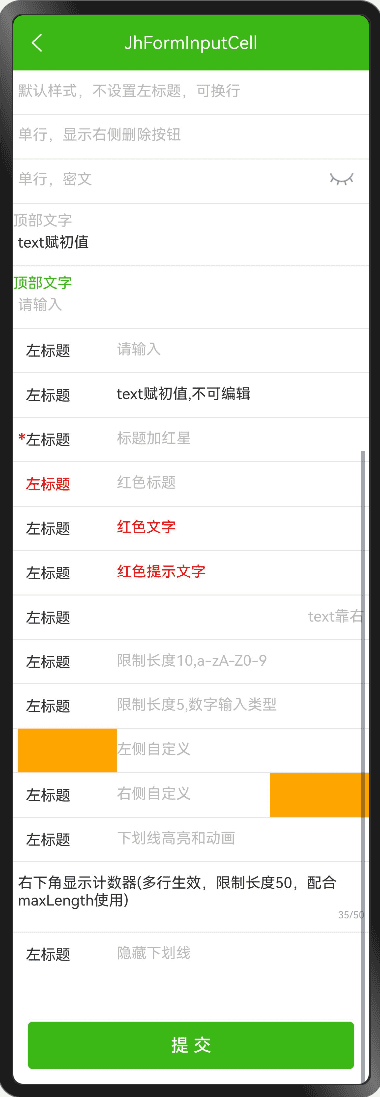 JhFormInputCell
默认样式，不设置左标题，可换行
单行，显示右侧删除按钮
单行，密文
顶部文字
text赋初值
顶部文字
请输入
左标题 请输入
左标题 text赋初值,不可编辑
*左标题 标题加红星
左标题 红色标题
左标题 红色文字
左标题 红色提示文字
左标题 text靠右
左标题 限制长度10,a-zA-Z0-9
左标题 限制长度5,数字输入类型
左侧自定义
左标题 右侧自定义
左标题 下划线高亮和动画
右下角显示计数器(多行生效，限制长度50，配合
maxLength使用)
35/50
左标题 隐藏下划线
提 交